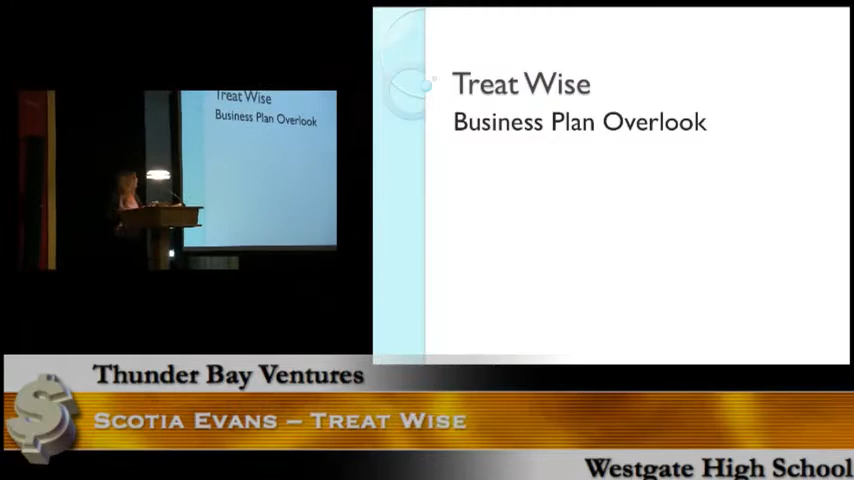 Treat Wise
Business Plan Overlook
Treat Wise
Business Plan Overlook
Thunder Bay Ventures
Scotia Evans – Treat Wise
Westgate High School